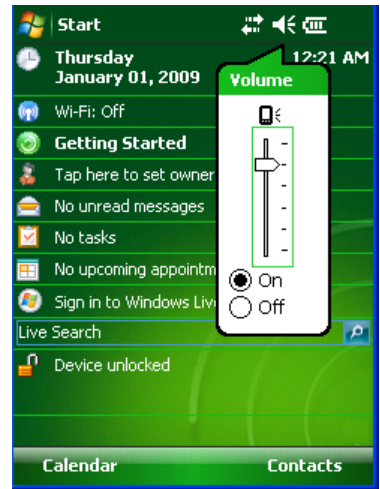 Start
Thursday
January 01, 2009
12:21 AM
Volume
Wi-Fi: Off
Getting Started
Tap here to set owner
No unread messages
No tasks
No upcoming appointm
Sign in to Windows Liv
On
Off
Live Search
Device unlocked
Calendar
Contacts